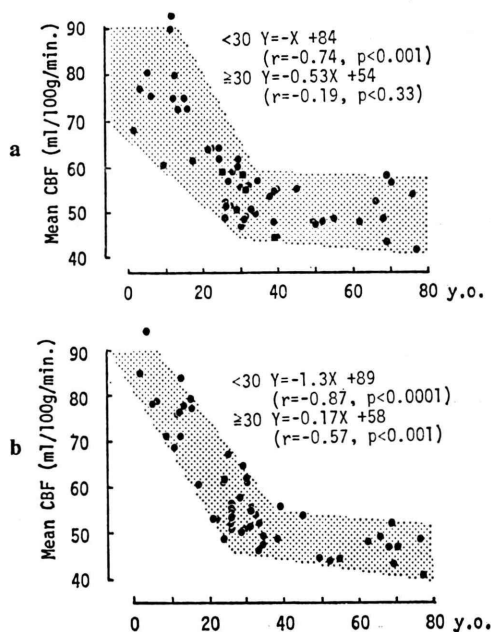 a
Mean CBF (ml/100g/min.)
90
80
70
60
50
40
<30 Y=-X +84
(r=-0.74, p<0.001)
≥30 Y=-0.53X +54
(r=-0.19, p<0.33)
0 20 40 60 80 y.o.
b
Mean CBF (ml/100g/min.)
90
80
70
60
50
40
<30 Y=-1.3X +89
(r=-0.87, p<0.0001)
≥30 Y=-0.17X +58
(r=-0.57, p<0.001)
0 20 40 60 80 y.o.